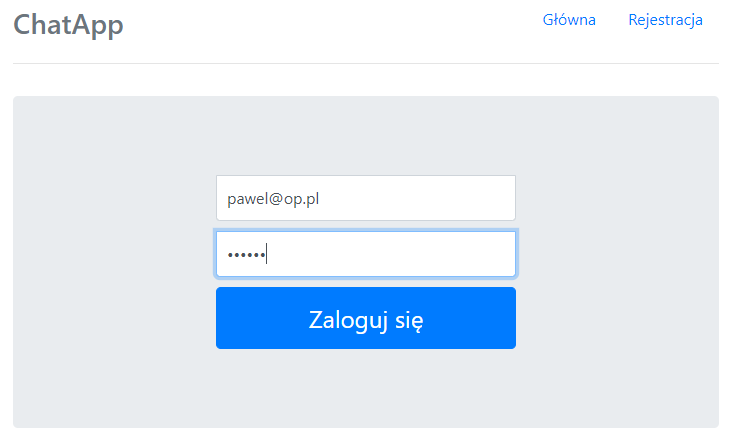 ChatApp
Główna Rejestracja
pawel@op.pl
••••••
Zaloguj się